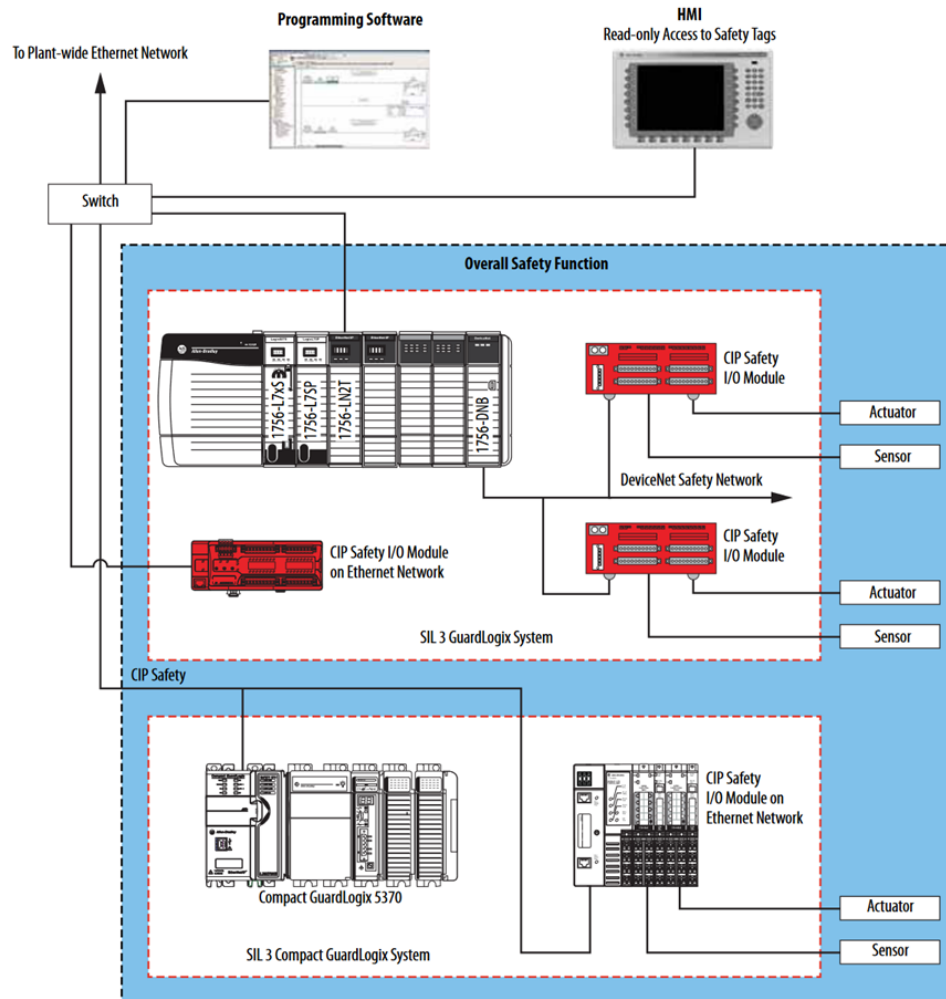 Programming Software
HMI
Read-only Access to Safety Tags
To Plant-wide Ethernet Network
Switch
Overall Safety Function
Allen-Bradley
1756-L7xS
1756-L7SP
1756-LN2T
1756-DNB
CIP Safety
I/O Module
Actuator
Sensor
DeviceNet Safety Network
CIP Safety I/O Module
on Ethernet Network
CIP Safety
I/O Module
Actuator
Sensor
SIL 3 GuardLogix System
CIP Safety
CIP Safety
I/O Module on
Ethernet Network
Compact GuardLogix 5370
Actuator
SIL 3 Compact GuardLogix System
Sensor